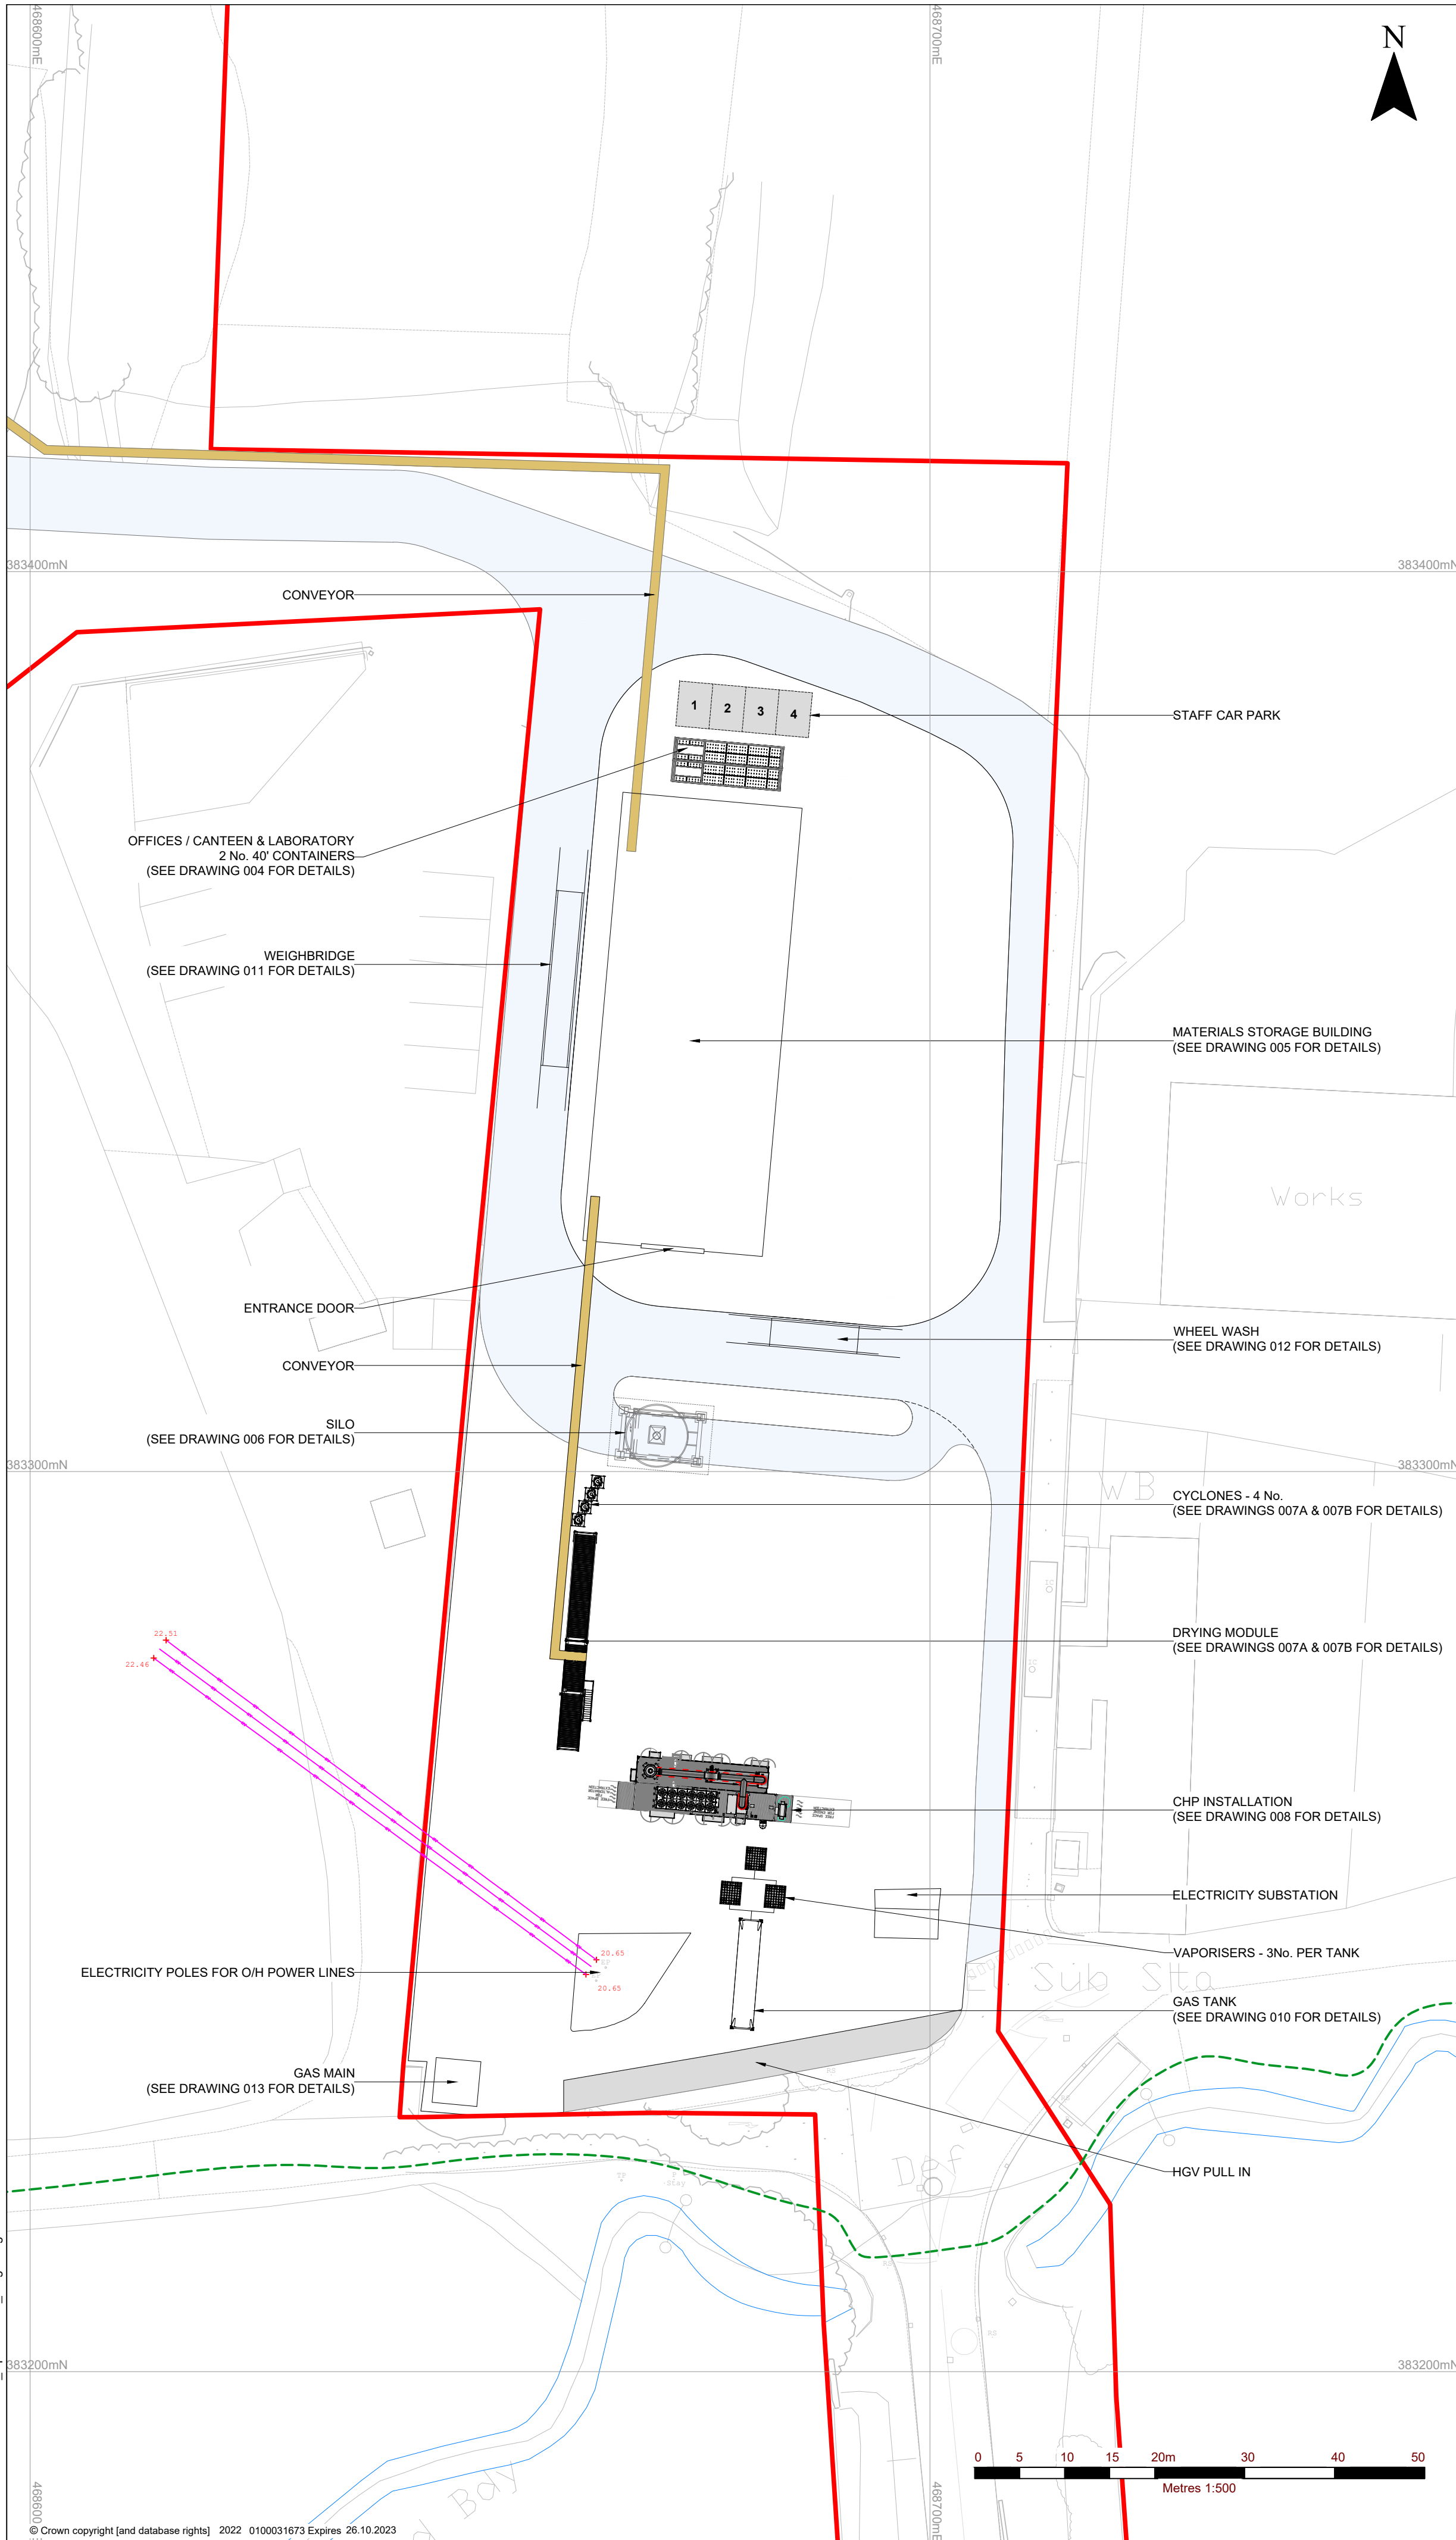 468600mE
468700mE
N
383400mN
383400mN
CONVEYOR
1 2 3 4
STAFF CAR PARK
OFFICES / CANTEEN & LABORATORY
2 No. 40' CONTAINERS
(SEE DRAWING 004 FOR DETAILS)
WEIGHBRIDGE
(SEE DRAWING 011 FOR DETAILS)
MATERIALS STORAGE BUILDING
(SEE DRAWING 005 FOR DETAILS)
Works
ENTRANCE DOOR
WHEEL WASH
(SEE DRAWING 012 FOR DETAILS)
CONVEYOR
SILO
(SEE DRAWING 006 FOR DETAILS)
383300mN
383300mN
WB
CYCLONES - 4 No.
(SEE DRAWINGS 007A & 007B FOR DETAILS)
DRYING MODULE
(SEE DRAWINGS 007A & 007B FOR DETAILS)
22.51
22.46
CHP INSTALLATION
(SEE DRAWING 008 FOR DETAILS)
ELECTRICITY SUBSTATION
VAPORISERS - 3No. PER TANK
20.65
ELECTRICITY POLES FOR O/H POWER LINES
20.65
El Sub Sta
GAS TANK
(SEE DRAWING 010 FOR DETAILS)
GAS MAIN
(SEE DRAWING 013 FOR DETAILS)
HGV PULL IN
Def
383200mN
383200mN
0 5 10 15 20m 30 40 50
Metres 1:500
468600
468700mE
© Crown copyright [and database rights] 2022 0100031673 Expires 26.10.2023